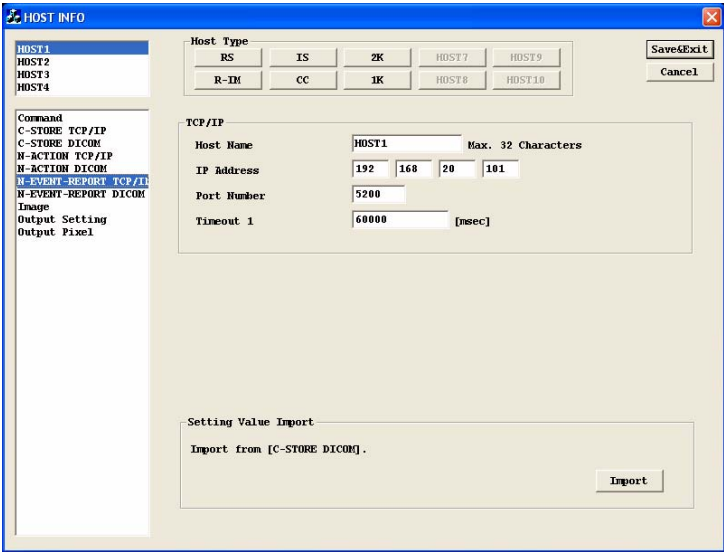 HOST INFO
HOST1
HOST2
HOST3
HOST4
Host Type
RS IS 2K HOST7 HOST9
R-IM CC 1K HOST8 HOST10
Save&Exit
Cancel
Command
C-STORE TCP/IP
C-STORE DICOM
N-ACTION TCP/IP
N-ACTION DICOM
N-EVENT-REPORT TCP/I
N-EVENT-REPORT DICOM
Image
Output Setting
Output Pixel
TCP/IP
Host Name HOST1 Max. 32 Characters
IP Address 192 168 20 101
Port Number 5200
Timeout 1 60000 [msec]
Setting Value Import
Import from [C-STORE DICOM].
Import